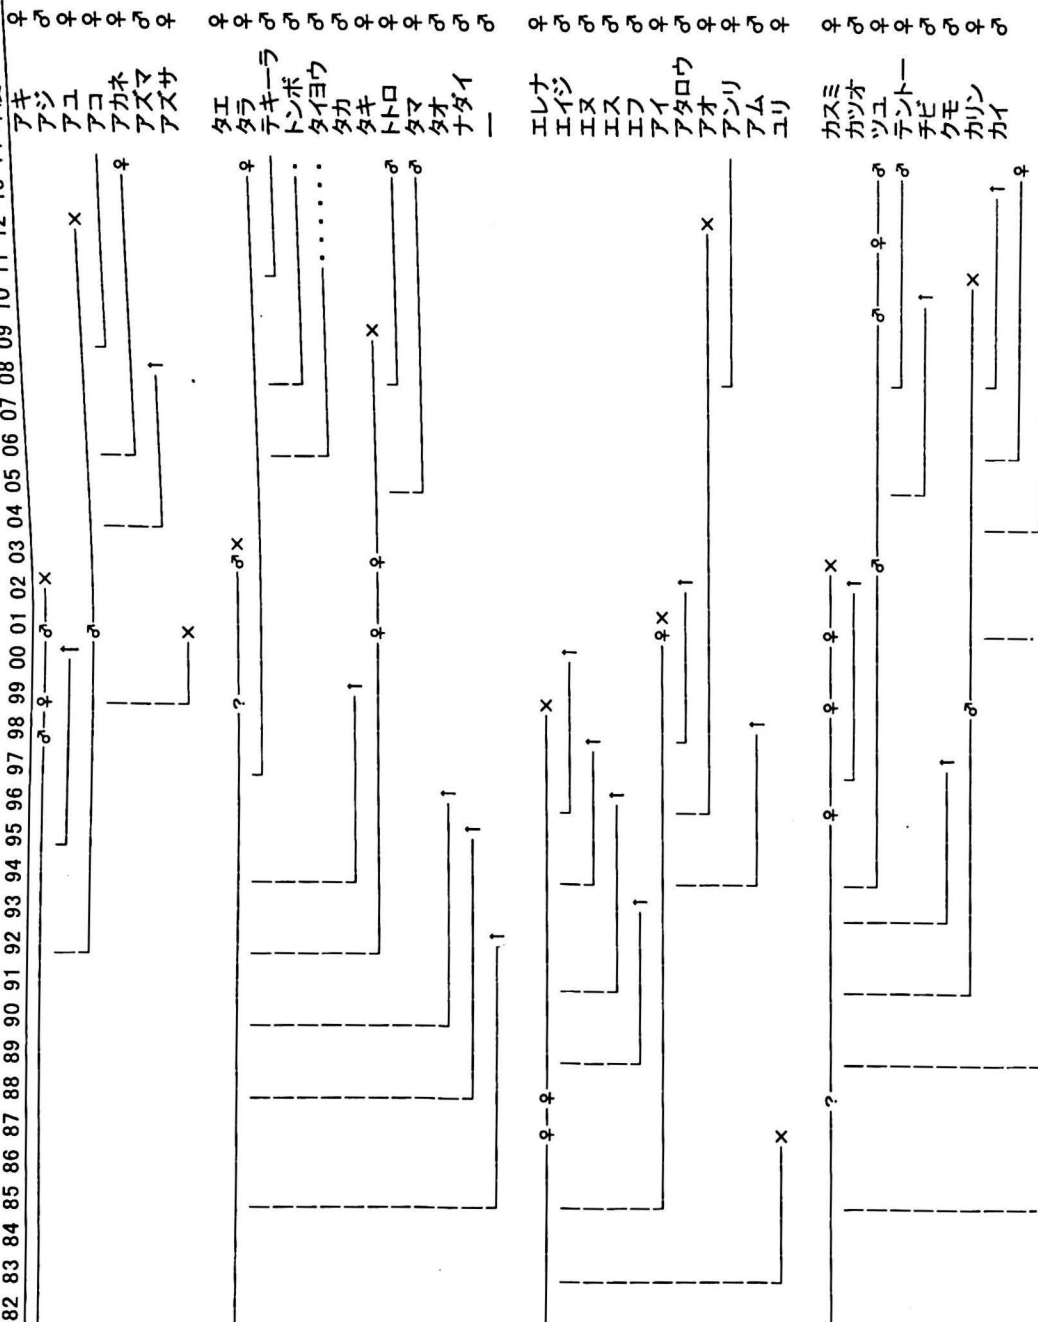 82 83 84 85 86 87 88 89 90 91 92 93 94 95 96 97 98 99 00 01 02 03 04 05 06 07 08 09 10 11 12
アキ ♀
アジ ♂
アユ ♀
アコ ♀
アカネ ♀
アズマ ♂
アズサ ♀
タエ ♀
タラ ♀
テキーラ ♂
トンボ ♂
タイヨウ ♂
タカ ♂
タキ ♀
トトロ ♂
タマ ♂
タオ ♂
ナダイ ♂
ー ♂
エレナ ♀
エイジ ♂
エヌ ♂
エス ♂
エフ ♂
アイ ♀
アタロウ ♂
アオ ♀
アンリ ♂
アム ♂
ユリ ♀
カスミ ♀
カツオ ♂
ツユ ♀
テントー ♂
チビ ♂
クモ ♂
カリン ♀
カイ ♂